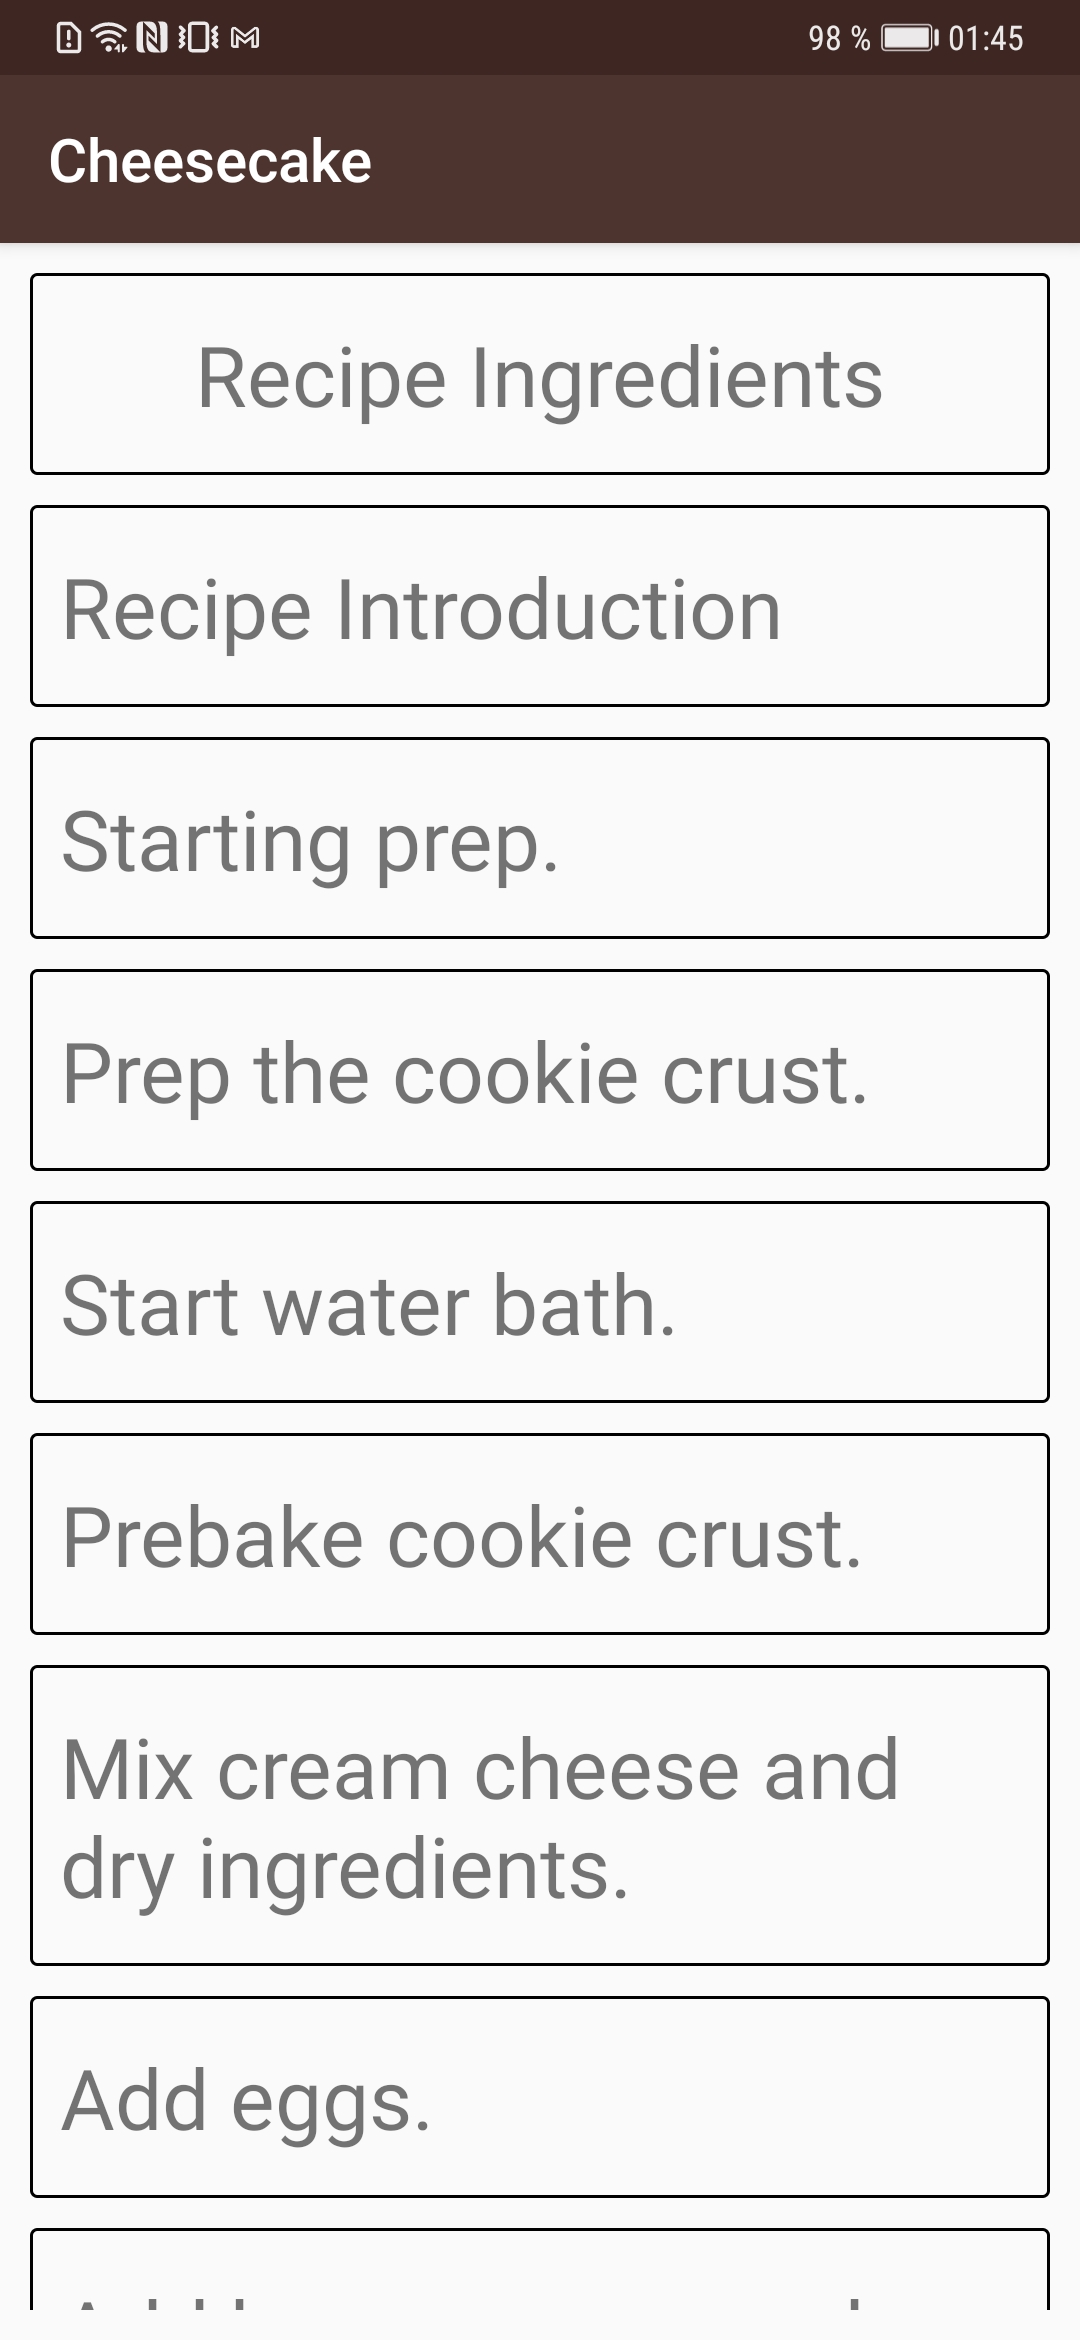 98 % 01:45
Cheesecake
Recipe Ingredients
Recipe Introduction
Starting prep.
Prep the cookie crust.
Start water bath.
Prebake cookie crust.
Mix cream cheese and
dry ingredients.
Add eggs.